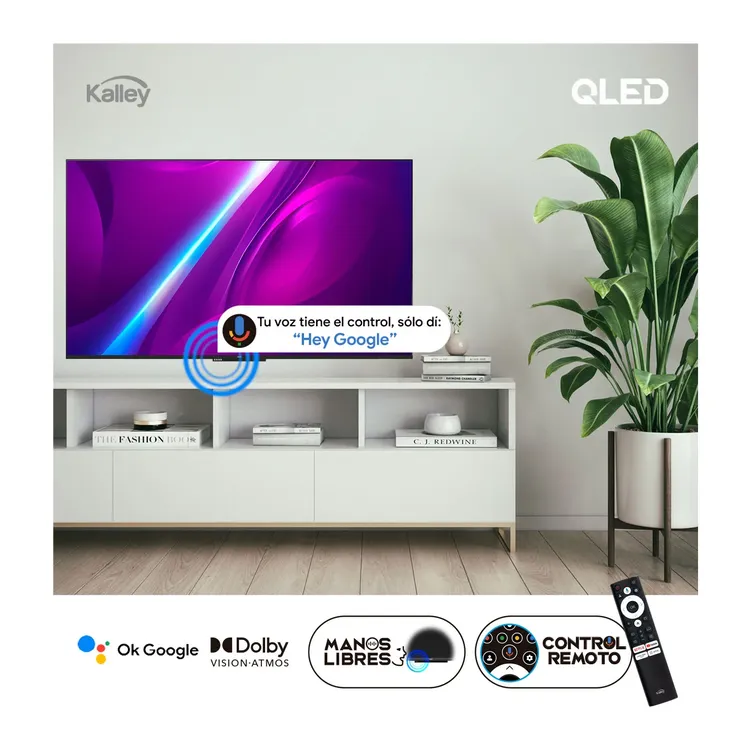 Kalley
QLED
Tu voz tiene el control, sólo dí:
“Hey Google”
THE FASHION BOOK
C. J. REDWINE
Ok Google
Dolby
VISION·ATMOS
MANOS
LIBRES
CONTROL
REMOTO